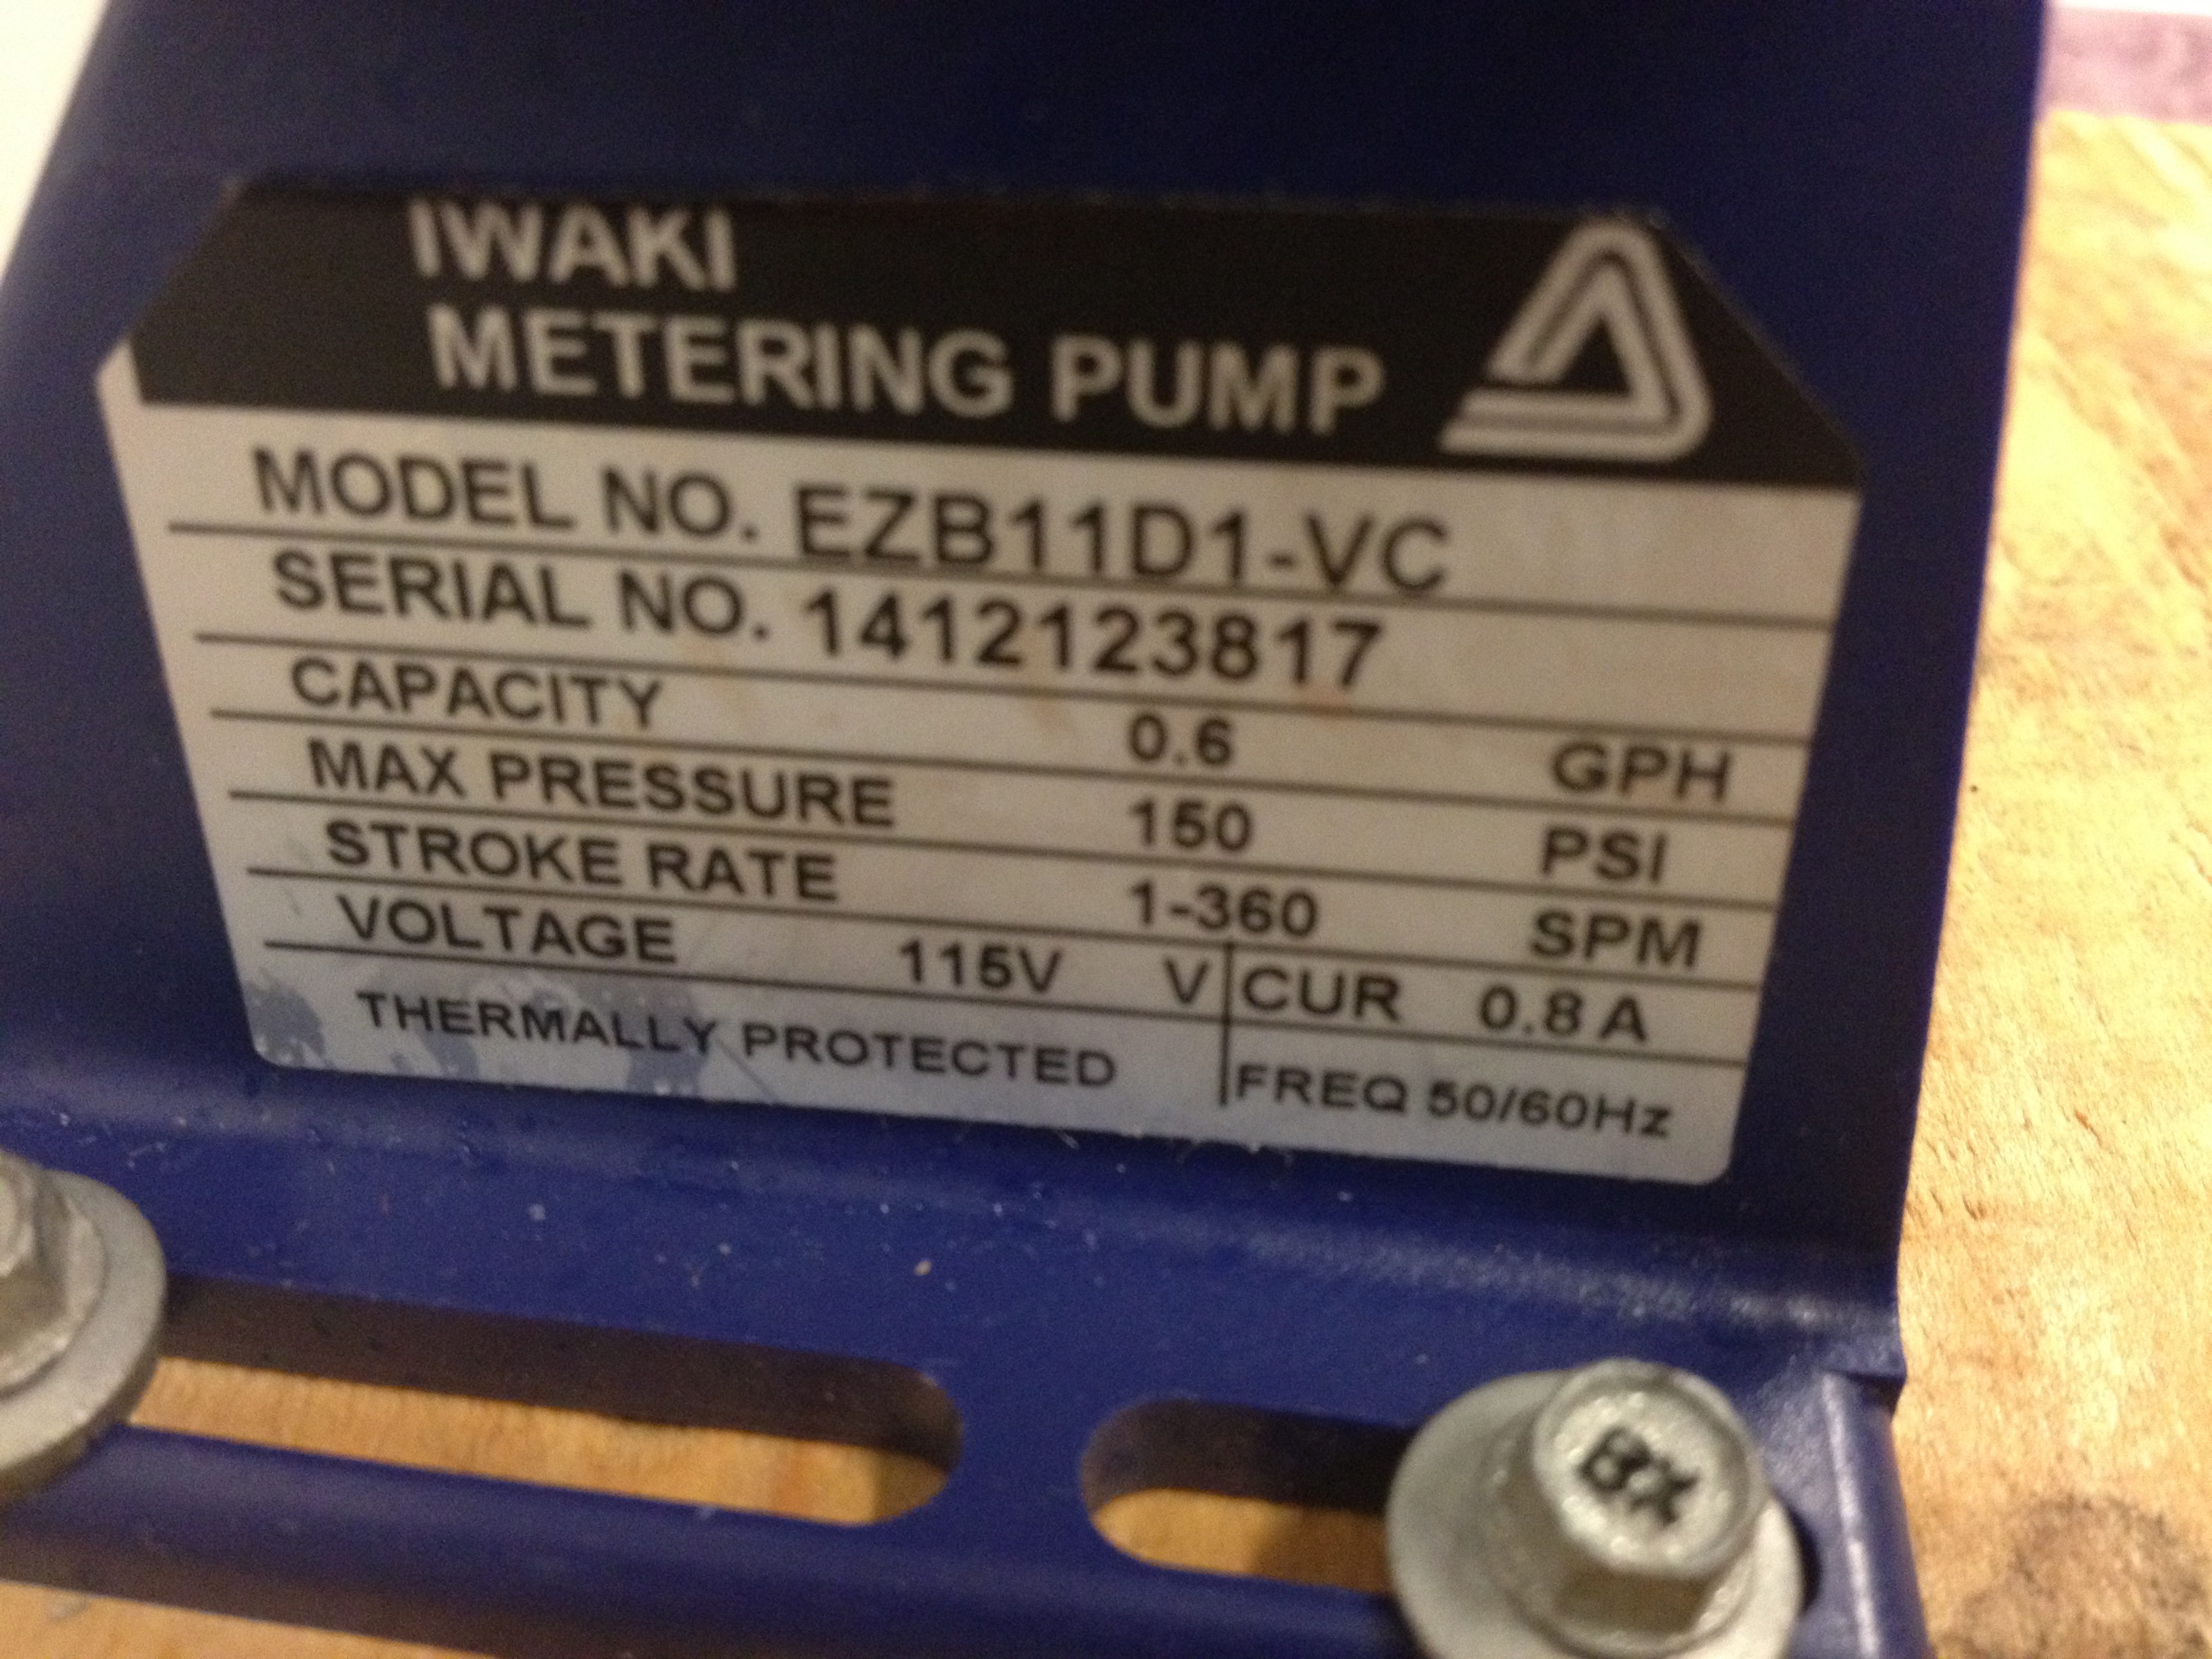 IWAKI
METERING PUMP
MODEL NO. EZB11D1-VC
SERIAL NO. 1412123817
CAPACITY 0.6 GPH
MAX PRESSURE 150 PSI
STROKE RATE 1-360 SPM
VOLTAGE 115V V CUR 0.8 A
THERMALLY PROTECTED FREQ 50/60Hz
BX